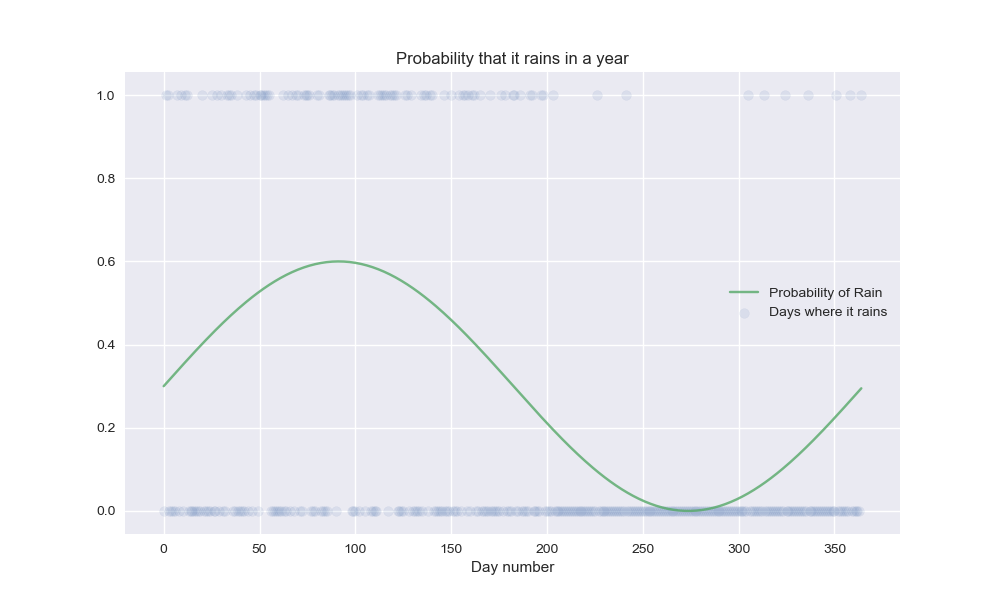 Probability that it rains in a year
1.0
0.8
0.6
0.4
0.2
0.0
Probability of Rain
Days where it rains
0 50 100 150 200 250 300 350
Day number